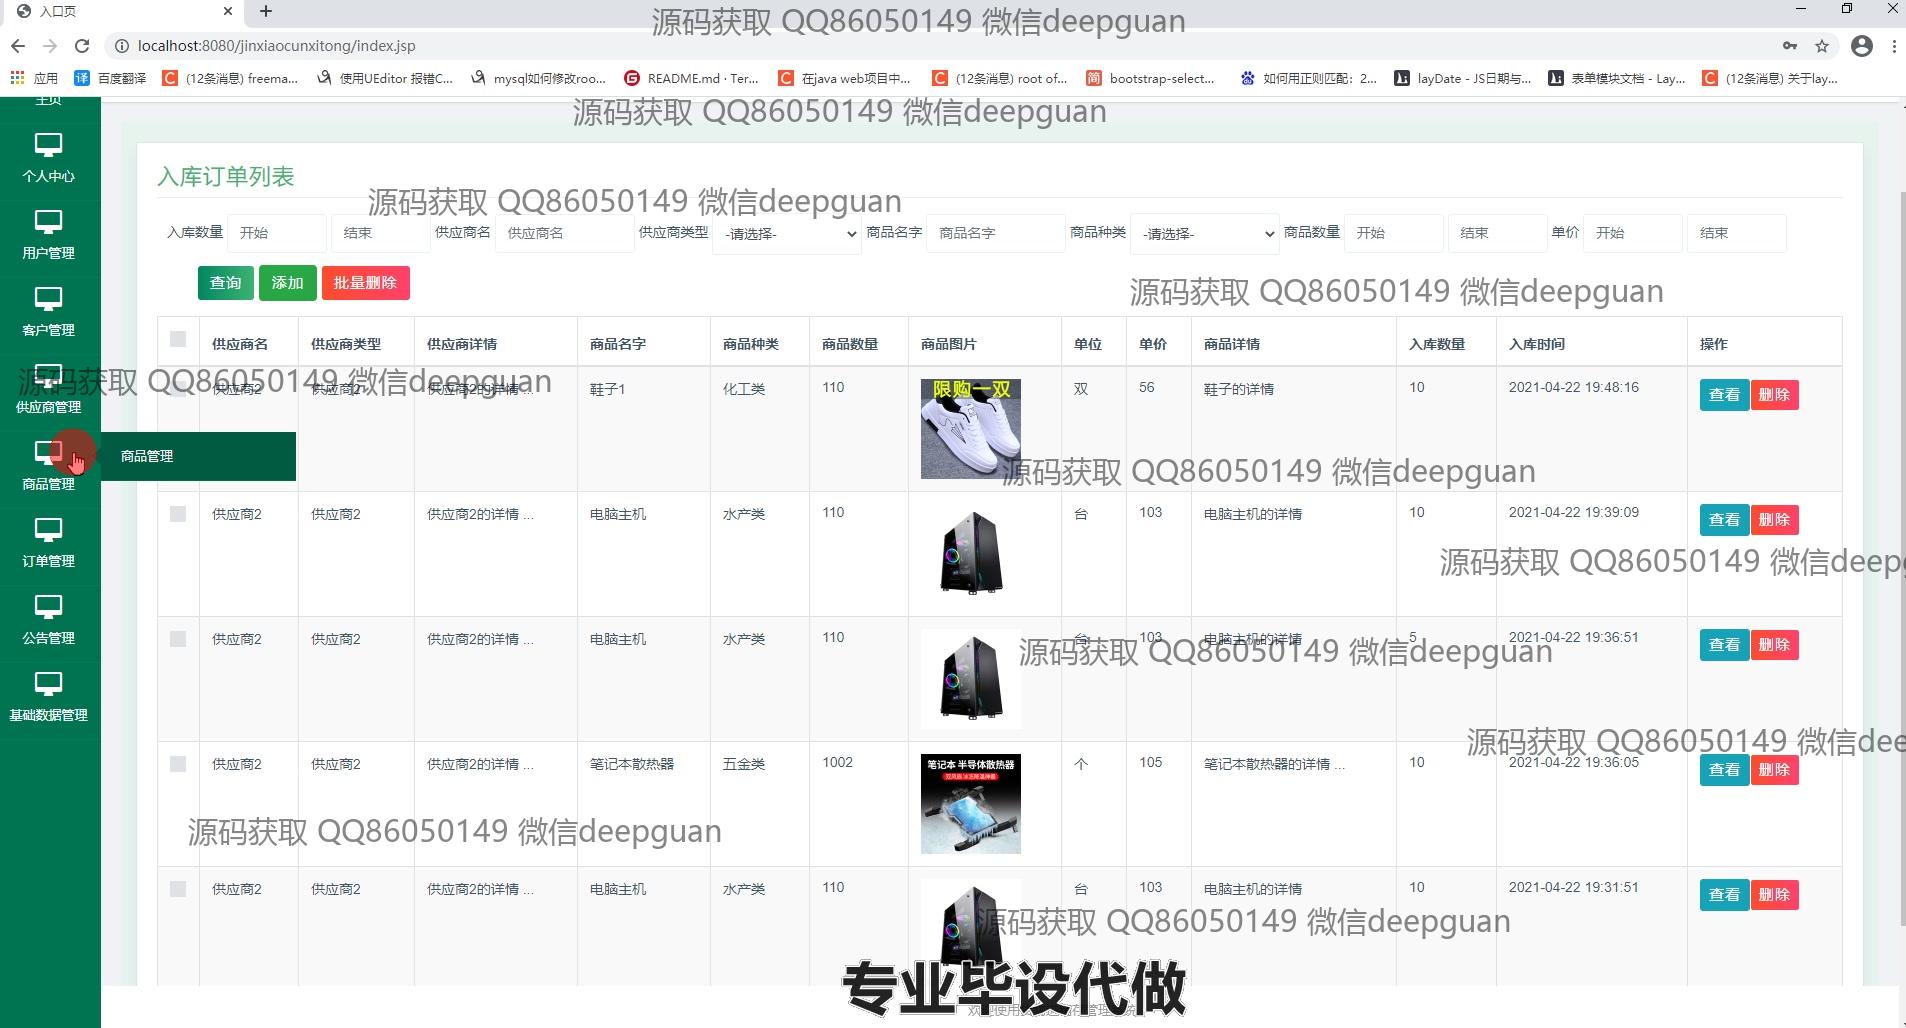 入口页
源码获取 QQ86050149 微信deepguan
localhost:8080/jinxiaocunxitong/index.jsp
应用 译 百度翻译 (12条消息) freema... 使用UEditor 报错C... mysql如何修改roo... README.md · Ter... 在java web项目中... (12条消息) root of... 简 bootstrap-select... 如何用正则匹配：2... layDate - JS日期与... 表单模块文档 - Lay... (12条消息) 关于lay...
主页
源码获取 QQ86050149 微信deepguan
个人中心
入库订单列表
源码获取 QQ86050149 微信deepguan
入库数量 开始 结束 供应商名 供应商名 供应商类型 -请选择- 商品名字 商品名字 商品种类 -请选择- 商品数量 开始 结束 单价 开始 结束
用户管理
查询 添加 批量删除
源码获取 QQ86050149 微信deepguan
客户管理
供应商名 供应商类型 供应商详情 商品名字 商品种类 商品数量 商品图片 单位 单价 商品详情 入库数量 入库时间 操作
源码获取 QQ86050149 微信deepguan
供应商2 供应商2 供应商2的详情 ... 鞋子1 化工类 110 限购一双 双 56 鞋子的详情 10 2021-04-22 19:48:16 查看 删除
供应商管理
商品管理
源码获取 QQ86050149 微信deepguan
商品管理
供应商2 供应商2 供应商2的详情 ... 电脑主机 水产类 110 台 103 电脑主机的详情 10 2021-04-22 19:39:09 查看 删除
订单管理
源码获取 QQ86050149 微信deepg
公告管理
供应商2 供应商2 供应商2的详情 ... 电脑主机 水产类 110 台 103 电脑主机的详情 5 2021-04-22 19:36:51 查看 删除
源码获取 QQ86050149 微信deepguan
基础数据管理
源码获取 QQ86050149 微信dee
供应商2 供应商2 供应商2的详情 ... 笔记本散热器 五金类 1002 笔记本 半导体散热器 个 105 笔记本散热器的详情 ... 10 2021-04-22 19:36:05 查看 删除
源码获取 QQ86050149 微信deepguan
供应商2 供应商2 供应商2的详情 ... 电脑主机 水产类 110 台 103 电脑主机的详情 10 2021-04-22 19:31:51 查看 删除
源码获取 QQ86050149 微信deepguan
专业毕设代做